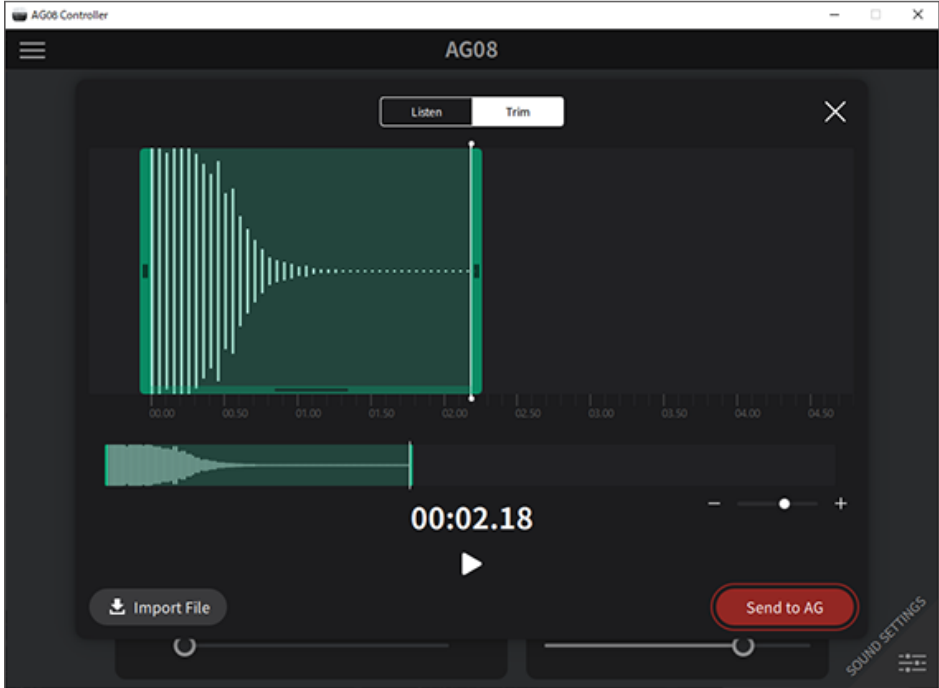 AG08 Controller
AG08
Listen Trim
00.00 00.50 01.00 01.50 02.00 02.50 03.00 03.50 04.00 04.50
00:02.18
Import File
Send to AG
SOUND SETTINGS